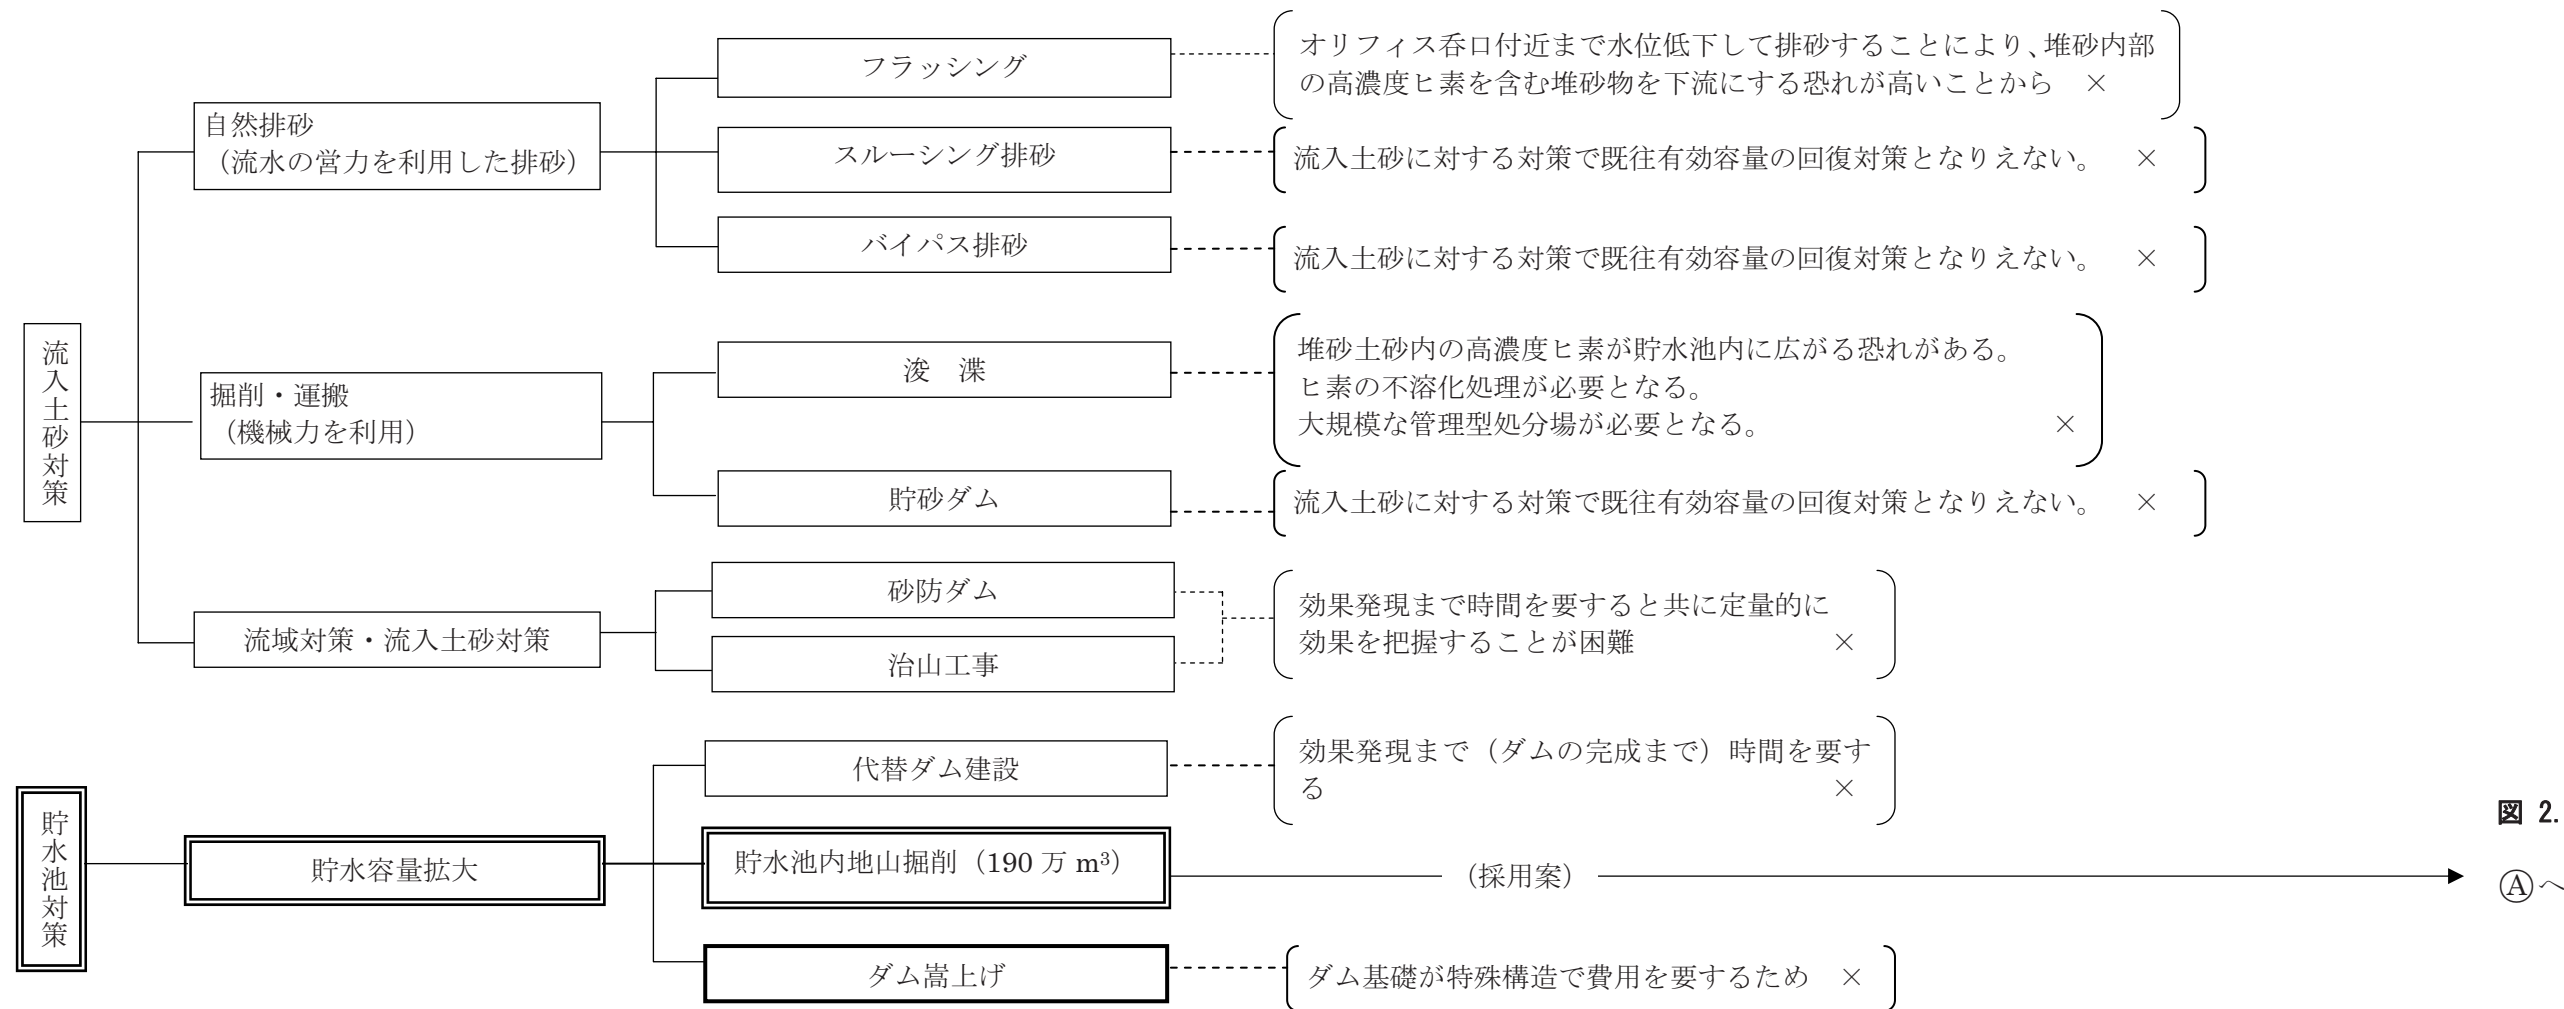 フラッシング
オリフィス呑口付近まで水位低下して排砂することにより、堆砂内部
の高濃度ヒ素を含む堆砂物を下流にする恐れが高いことから ×
自然排砂
（流水の営力を利用した排砂）
スルーシング排砂
流入土砂に対する対策で既往有効容量の回復対策となりえない。 ×
バイパス排砂
流入土砂に対する対策で既往有効容量の回復対策となりえない。 ×
流入土砂対策
掘削・運搬
（機械力を利用）
浚 渫
堆砂土砂内の高濃度ヒ素が貯水池内に広がる恐れがある。
ヒ素の不溶化処理が必要となる。
大規模な管理型処分場が必要となる。 ×
貯砂ダム
流入土砂に対する対策で既往有効容量の回復対策となりえない。 ×
流域対策・流入土砂対策
砂防ダム
治山工事
効果発現まで時間を要すると共に定量的に
効果を把握することが困難 ×
貯水池対策
貯水容量拡大
代替ダム建設
効果発現まで（ダムの完成まで）時間を要す
る ×
貯水池内地山掘削（190 万 m³）
（採用案）
図 2.
Ⓐへ
ダム嵩上げ
ダム基礎が特殊構造で費用を要するため ×